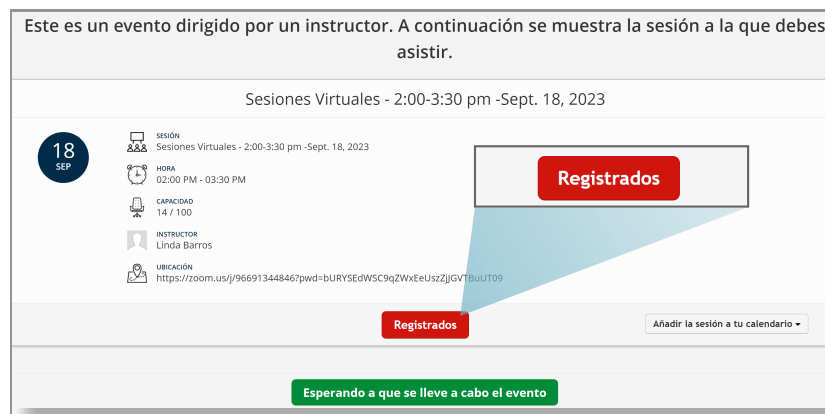 Este es un evento dirigido por un instructor. A continuación se muestra la sesión a la que debes
asistir.
Sesiones Virtuales - 2:00-3:30 pm -Sept. 18, 2023
18
SEP
SESIÓN
Sesiones Virtuales - 2:00-3:30 pm -Sept. 18, 2023
HORA
02:00 PM - 03:30 PM
CAPACIDAD
14 / 100
INSTRUCTOR
Linda Barros
UBICACIÓN
https://zoom.us/j/96691344846?pwd=bURYSEdWSC9qZWxEeUszZjJGVTBuUT09
Registrados
Registrados
Añadir la sesión a tu calendario
Esperando a que se lleve a cabo el evento